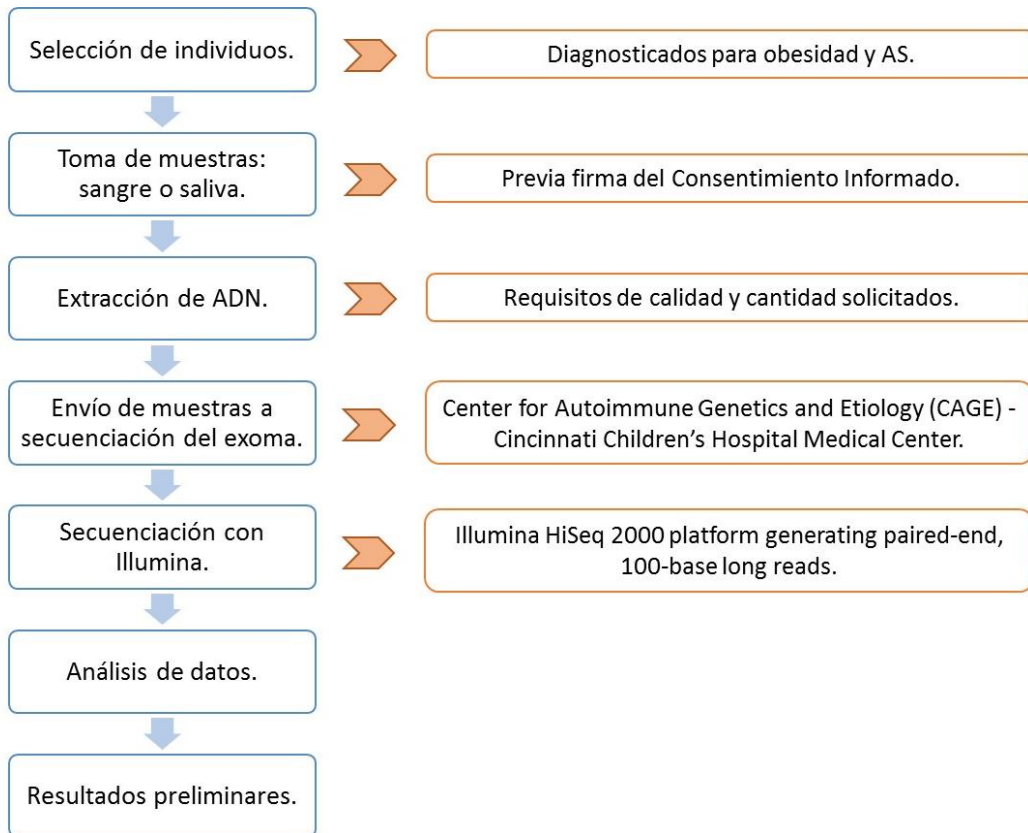 Selección de individuos.
Diagnosticados para obesidad y AS.
Toma de muestras:
sangre o saliva.
Previa firma del Consentimiento Informado.
Extracción de ADN.
Requisitos de calidad y cantidad solicitados.
Envío de muestras a
secuenciación del exoma.
Center for Autoimmune Genetics and Etiology (CAGE) -
Cincinnati Children’s Hospital Medical Center.
Secuenciación con
Illumina.
Illumina HiSeq 2000 platform generating paired-end,
100-base long reads.
Análisis de datos.
Resultados preliminares.